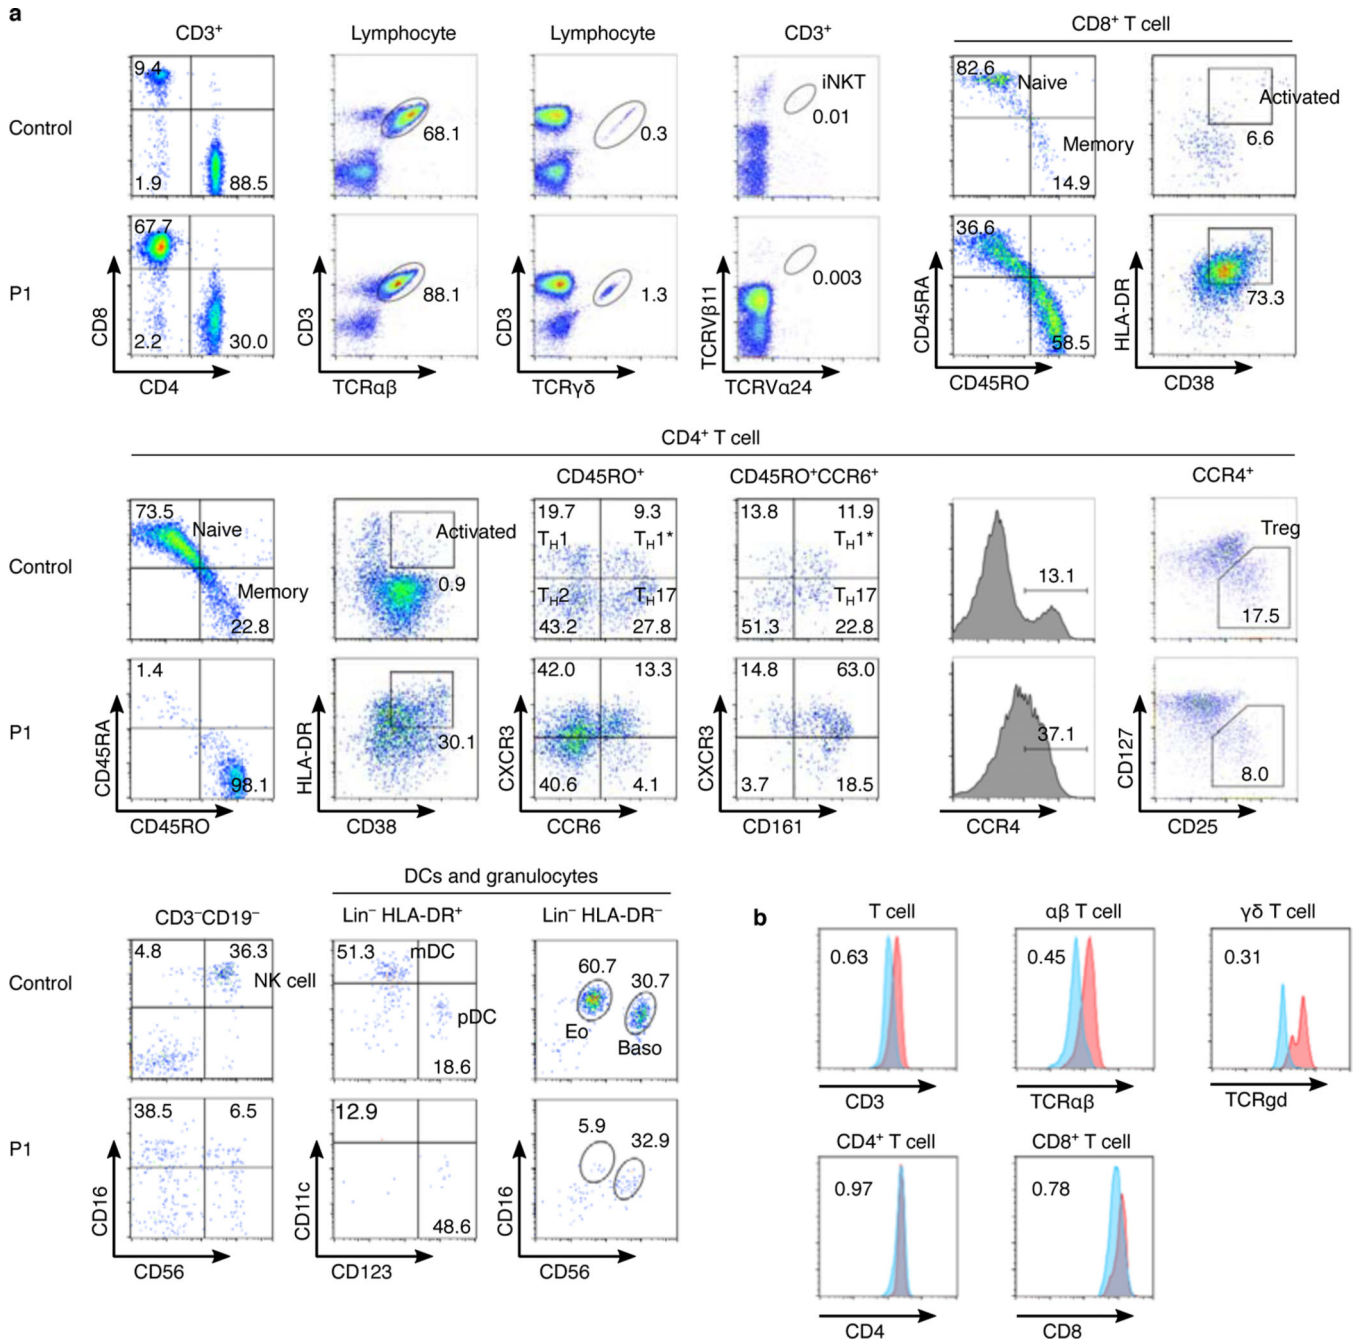 a
CD8⁺ T cell
CD3⁺ Lymphocyte Lymphocyte CD3⁺
Control
9.4
1.9 88.5
68.1
0.3
iNKT
0.01
82.6 Naive
Memory
14.9
Activated
6.6
P1
67.7
2.2 30.0
88.1
1.3
0.003
36.6
58.5
73.3
CD8
CD4
CD3
TCRαβ
CD3
TCRγδ
TCRVβ11
TCRVα24
CD45RA
CD45RO
HLA-DR
CD38
CD4⁺ T cell
CD45RO⁺ CD45RO⁺CCR6⁺ CCR4⁺
Control
73.5
Naive
Memory
22.8
Activated
0.9
19.7 9.3
TH1 TH1*
TH2 TH17
43.2 27.8
13.8 11.9
TH1*
TH17
51.3 22.8
13.1
Treg
17.5
P1
1.4
98.1
30.1
42.0 13.3
40.6 4.1
14.8 63.0
3.7 18.5
37.1
8.0
CD45RA
CD45RO
HLA-DR
CD38
CXCR3
CCR6
CXCR3
CD161
CCR4
CD127
CD25
DCs and granulocytes
CD3⁻CD19⁻ Lin⁻ HLA-DR⁺ Lin⁻ HLA-DR⁻
Control
4.8 36.3
NK cell
51.3 mDC
pDC
18.6
60.7
30.7
Eo
Baso
P1
38.5 6.5
12.9
48.6
5.9
32.9
CD16
CD56
CD11c
CD123
CD16
CD56
b
T cell αβ T cell γδ T cell
0.63 0.45 0.31
CD3 TCRαβ TCRgd
CD4⁺ T cell CD8⁺ T cell
0.97 0.78
CD4 CD8